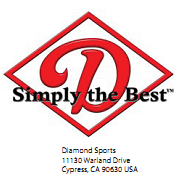 D
Simply the Best™
Diamond Sports
11130 Warland Drive
Cypress, CA 90630 USA